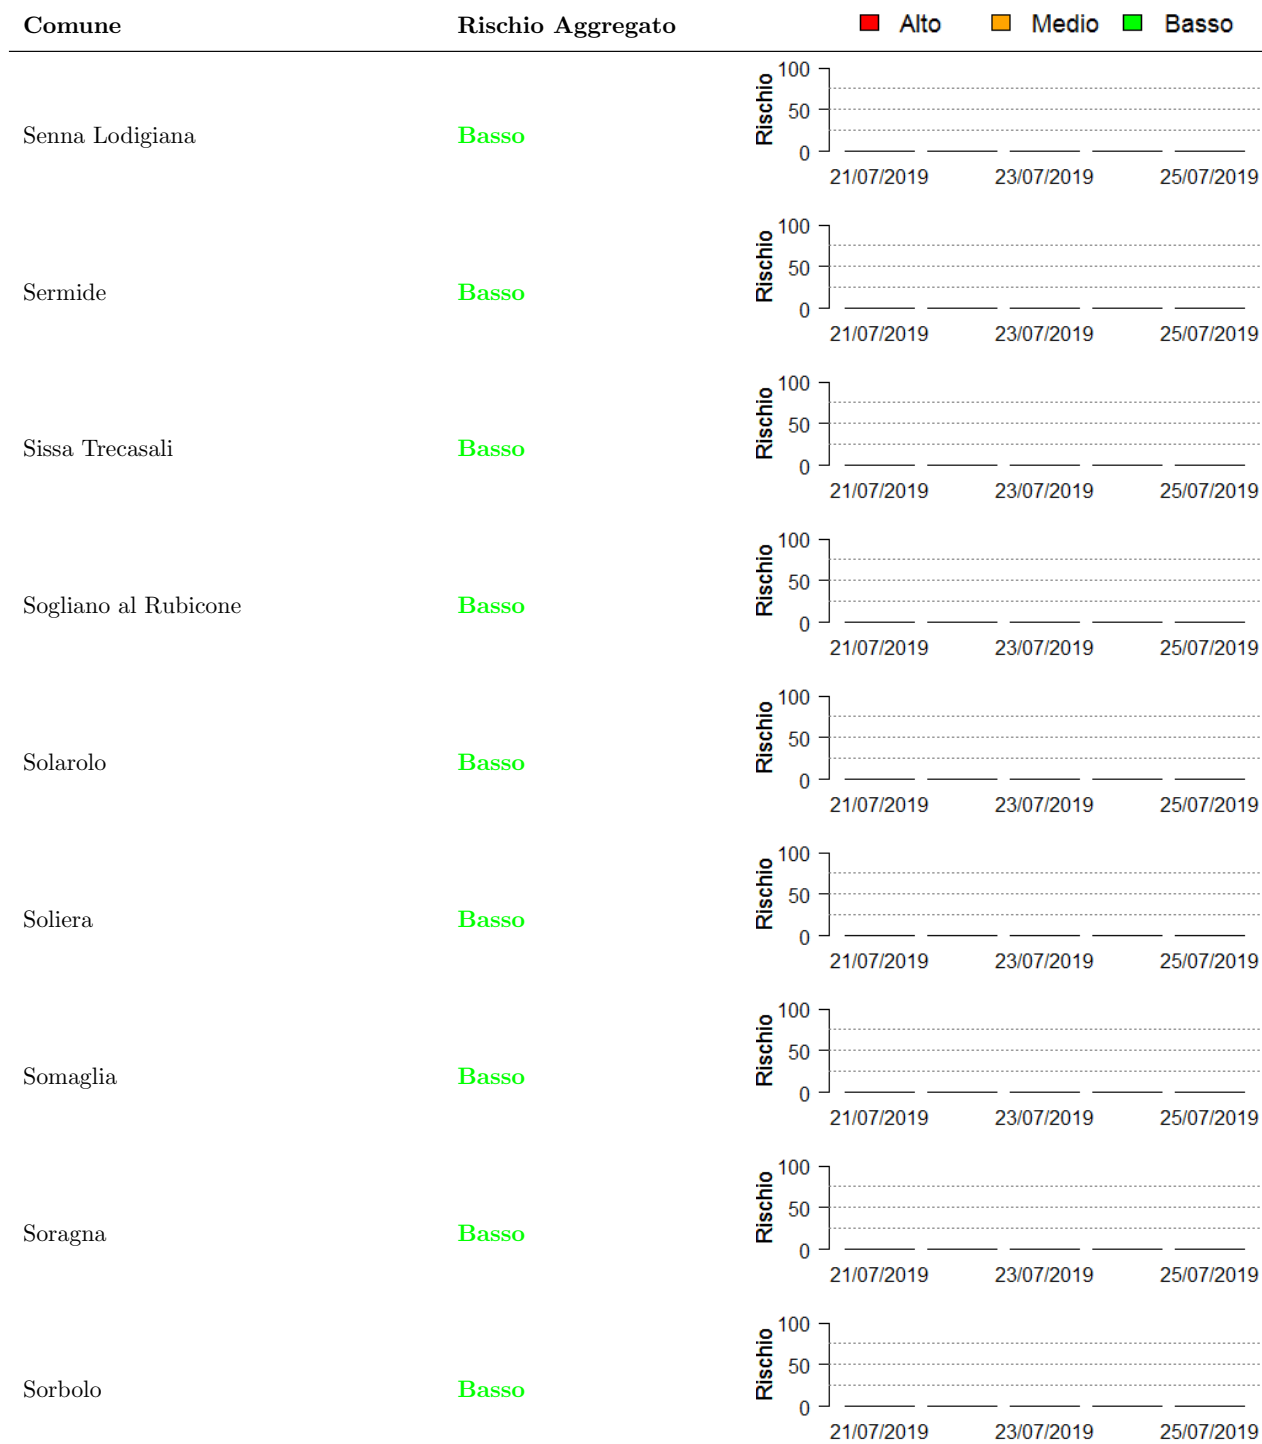 Comune Rischio Aggregato Alto Medio Basso
100
50
0
Rischio
Senna Lodigiana Basso
21/07/2019 23/07/2019 25/07/2019
100
50
0
Rischio
Sermide Basso
21/07/2019 23/07/2019 25/07/2019
100
50
0
Rischio
Sissa Trecasali Basso
21/07/2019 23/07/2019 25/07/2019
100
50
0
Rischio
Sogliano al Rubicone Basso
21/07/2019 23/07/2019 25/07/2019
100
50
0
Rischio
Solarolo Basso
21/07/2019 23/07/2019 25/07/2019
100
50
0
Rischio
Soliera Basso
21/07/2019 23/07/2019 25/07/2019
100
50
0
Rischio
Somaglia Basso
21/07/2019 23/07/2019 25/07/2019
100
50
0
Rischio
Soragna Basso
21/07/2019 23/07/2019 25/07/2019
100
50
0
Rischio
Sorbolo Basso
21/07/2019 23/07/2019 25/07/2019